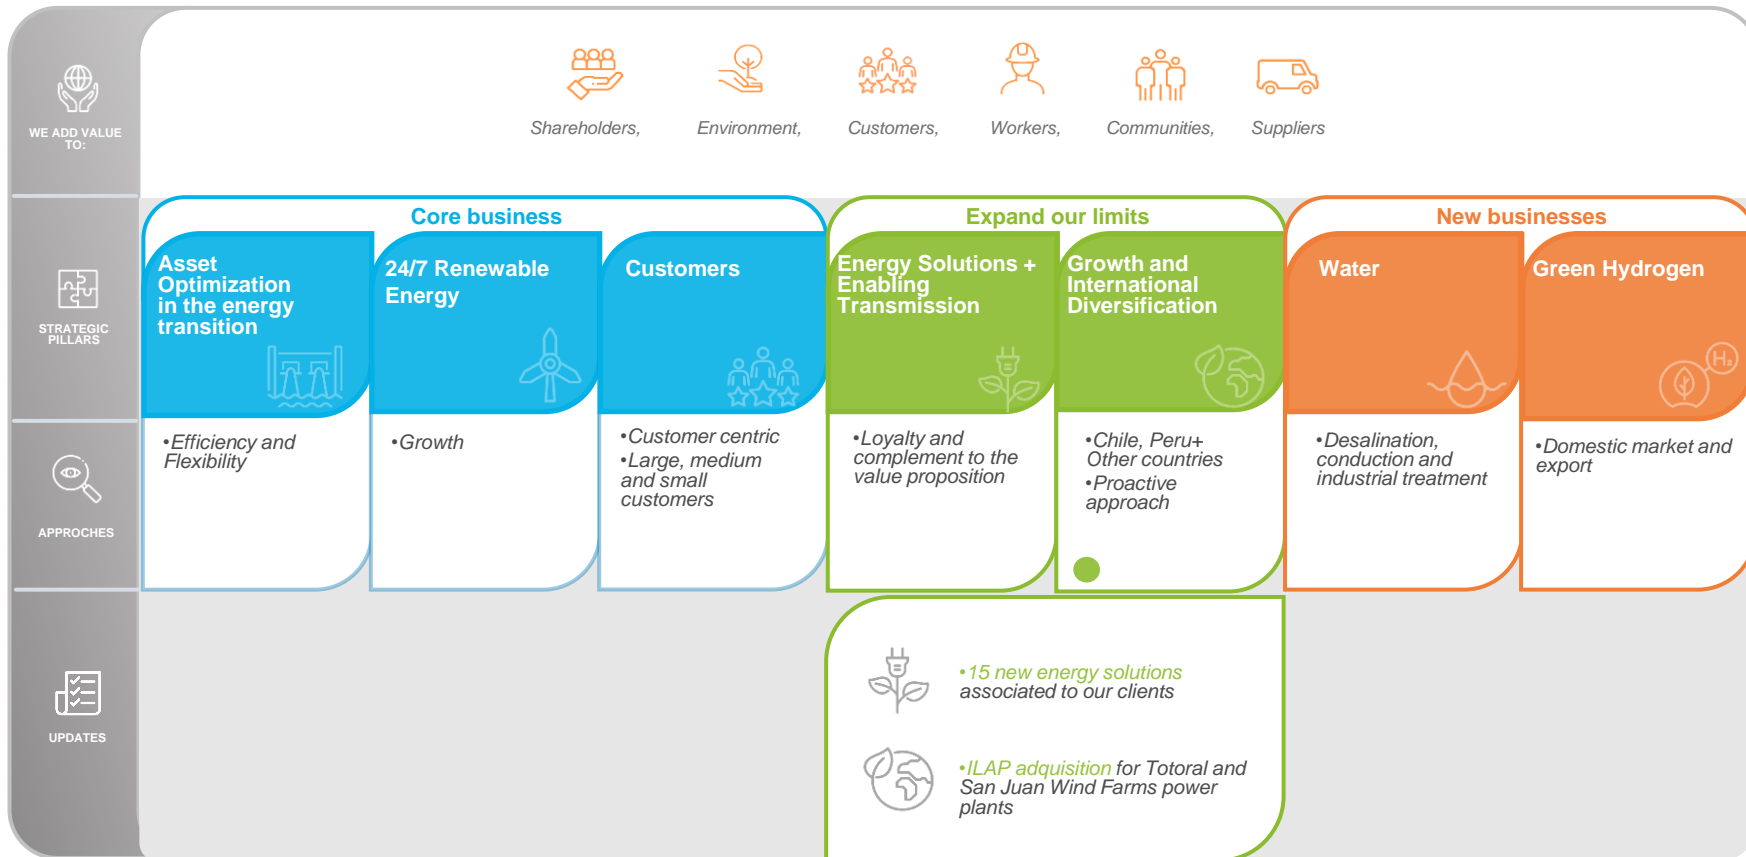 WE ADD VALUE
TO:
Shareholders,
Environment,
Customers,
Workers,
Communities,
Suppliers
STRATEGIC
PILLARS
Core business
Asset
Optimization
in the energy
transition
24/7 Renewable
Energy
Customers
Expand our limits
Energy Solutions +
Enabling
Transmission
Growth and
International
Diversification
New businesses
Water
Green Hydrogen
H₂
APPROCHES
•Efficiency and
Flexibility
•Growth
•Customer centric
•Large, medium
and small
customers
•Loyalty and
complement to the
value proposition
•Chile, Peru+
Other countries
•Proactive
approach
•Desalination,
conduction and
industrial treatment
•Domestic market and
export
UPDATES
•15 new energy solutions
associated to our clients
•ILAP adquisition for Totoral and
San Juan Wind Farms power
plants